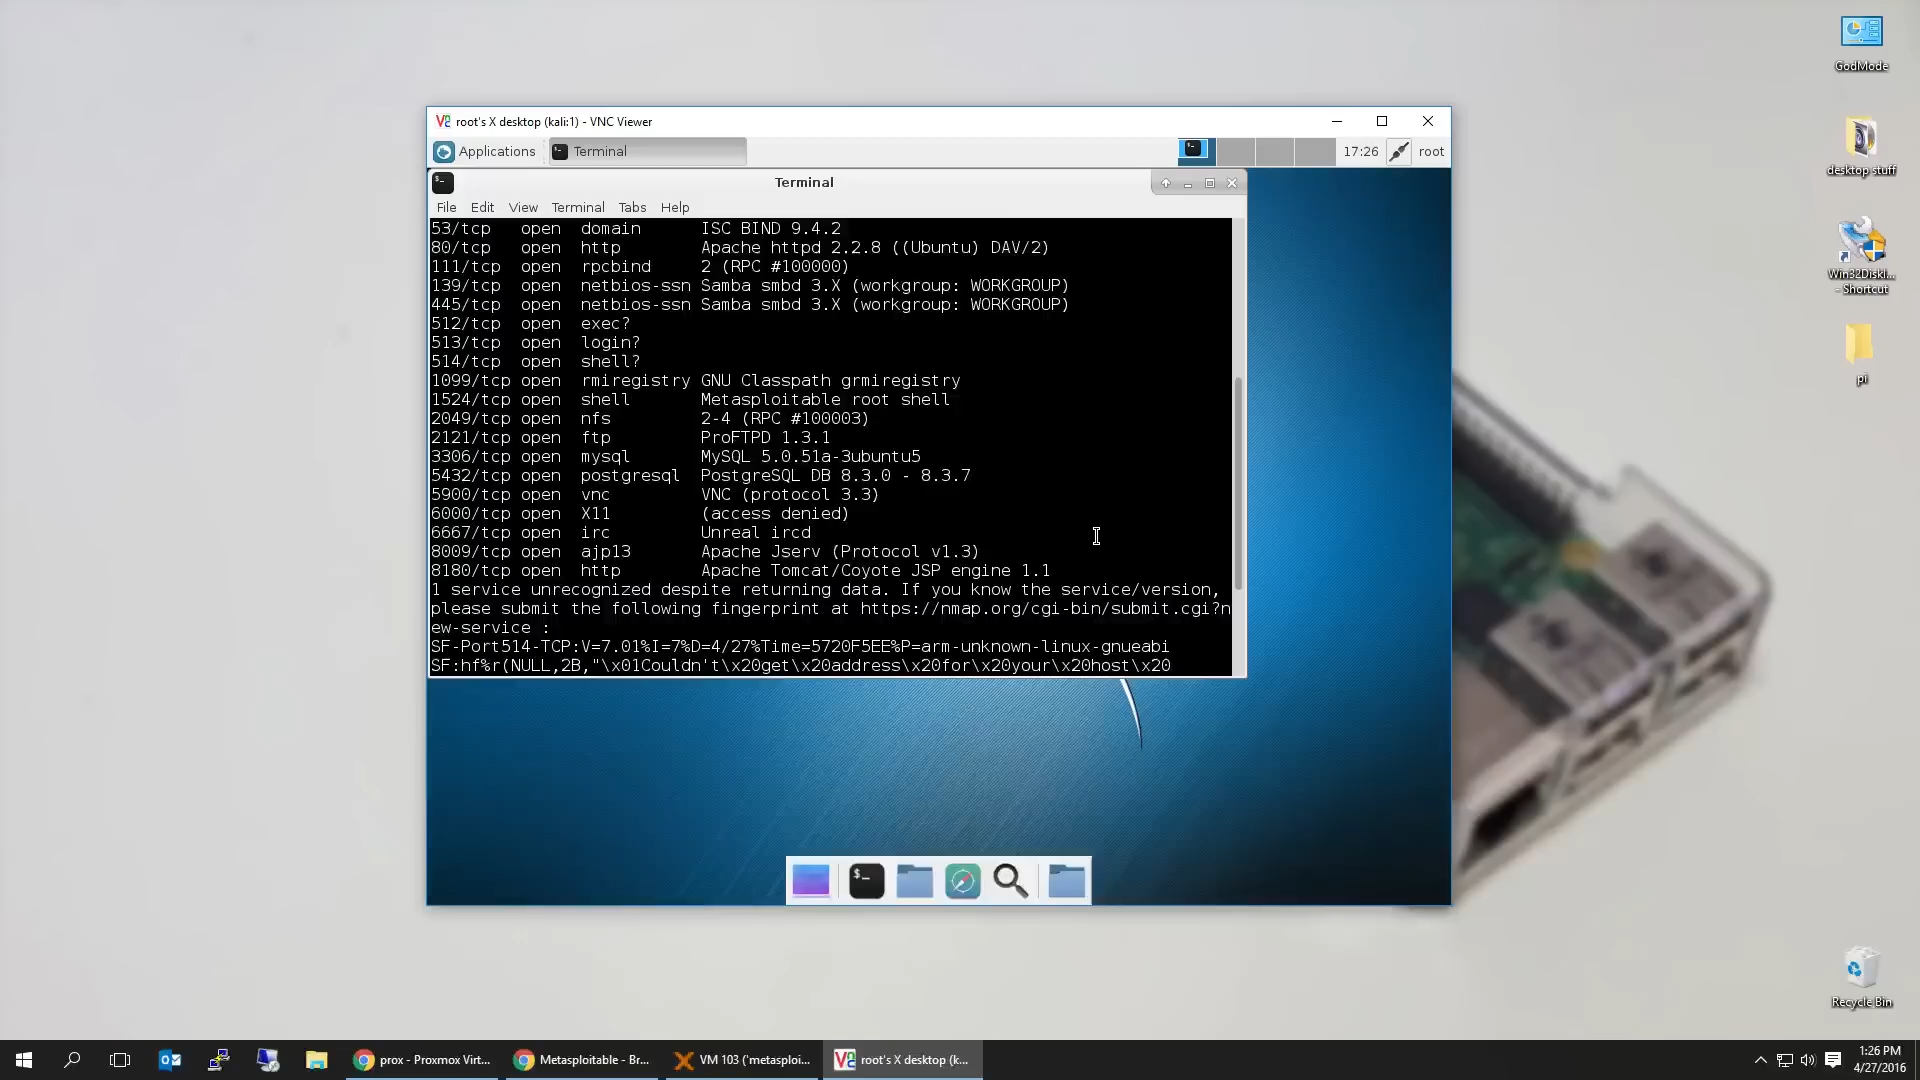 GodMode
root's X desktop (kali:1) - VNC Viewer
Applications
Terminal
17:26
root
desktop stuff
Terminal
File Edit View Terminal Tabs Help
53/tcp open domain ISC BIND 9.4.2
80/tcp open http Apache httpd 2.2.8 ((Ubuntu) DAV/2)
111/tcp open rpcbind 2 (RPC #100000)
139/tcp open netbios-ssn Samba smbd 3.X (workgroup: WORKGROUP)
445/tcp open netbios-ssn Samba smbd 3.X (workgroup: WORKGROUP)
512/tcp open exec?
513/tcp open login?
514/tcp open shell?
1099/tcp open rmiregistry GNU Classpath grmiregistry
1524/tcp open shell Metasploitable root shell
2049/tcp open nfs 2-4 (RPC #100003)
2121/tcp open ftp ProFTPD 1.3.1
3306/tcp open mysql MySQL 5.0.51a-3ubuntu5
5432/tcp open postgresql PostgreSQL DB 8.3.0 - 8.3.7
5900/tcp open vnc VNC (protocol 3.3)
6000/tcp open X11 (access denied)
6667/tcp open irc Unreal ircd
8009/tcp open ajp13 Apache Jserv (Protocol v1.3)
8180/tcp open http Apache Tomcat/Coyote JSP engine 1.1
1 service unrecognized despite returning data. If you know the service/version,
please submit the following fingerprint at https://nmap.org/cgi-bin/submit.cgi?n
ew-service :
SF-Port514-TCP:V=7.01%I=7%D=4/27%Time=5720F5EE%P=arm-unknown-linux-gnueabi
SF:hf%r(NULL,2B,"\x01Couldn't\x20get\x20address\x20for\x20your\x20host\x20
Win32DiskI...
- Shortcut
pi
Recycle Bin
prox - Proxmox Virt...
Metasploitable - Br...
VM 103 ('metasploi...
root's X desktop (k...
1:26 PM
4/27/2016